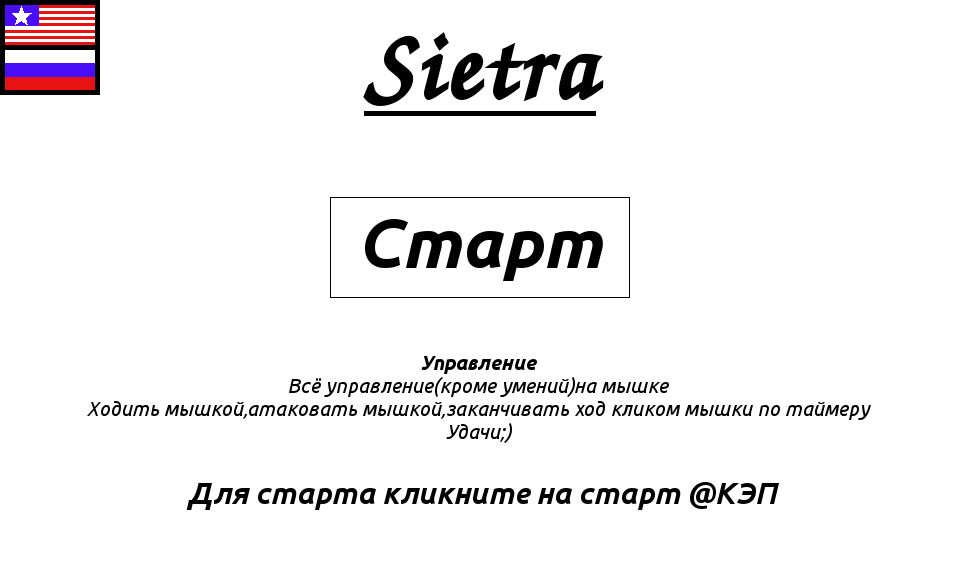 Sietra
Старт
Управление
Всё управление(кроме умений)на мышке
Ходить мышкой,атаковать мышкой,заканчивать ход кликом мышки по таймеру
Удачи;)
Для старта кликните на старт @КЭП